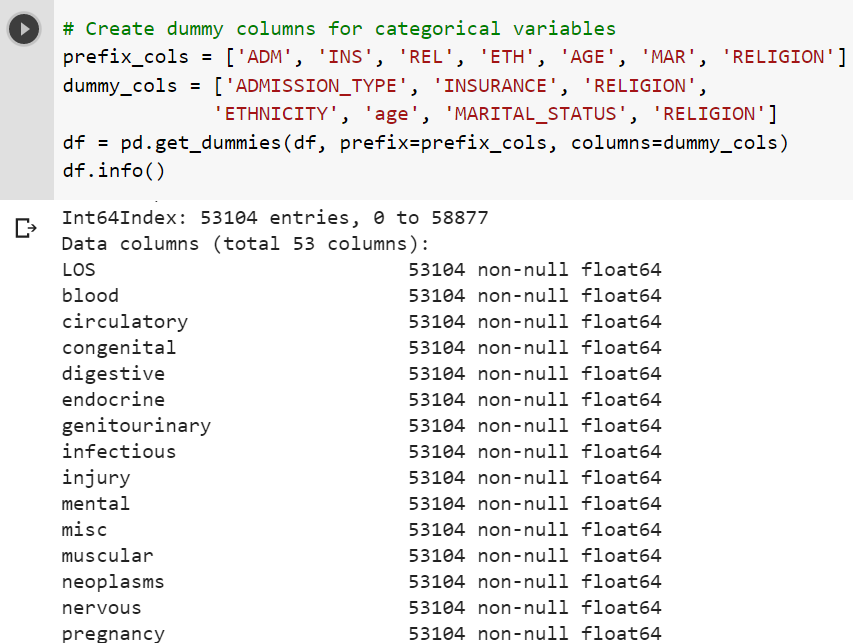 # Create dummy columns for categorical variables
prefix_cols = ['ADM', 'INS', 'REL', 'ETH', 'AGE', 'MAR', 'RELIGION']
dummy_cols = ['ADMISSION_TYPE', 'INSURANCE', 'RELIGION',
             'ETHNICITY', 'age', 'MARITAL_STATUS', 'RELIGION']
df = pd.get_dummies(df, prefix=prefix_cols, columns=dummy_cols)
df.info()
Int64Index: 53104 entries, 0 to 58877
Data columns (total 53 columns):
LOS                           53104 non-null float64
blood                         53104 non-null float64
circulatory                   53104 non-null float64
congenital                    53104 non-null float64
digestive                     53104 non-null float64
endocrine                     53104 non-null float64
genitourinary                 53104 non-null float64
infectious                    53104 non-null float64
injury                        53104 non-null float64
mental                        53104 non-null float64
misc                          53104 non-null float64
muscular                      53104 non-null float64
neoplasms                     53104 non-null float64
nervous                       53104 non-null float64
pregnancy                     53104 non-null float64